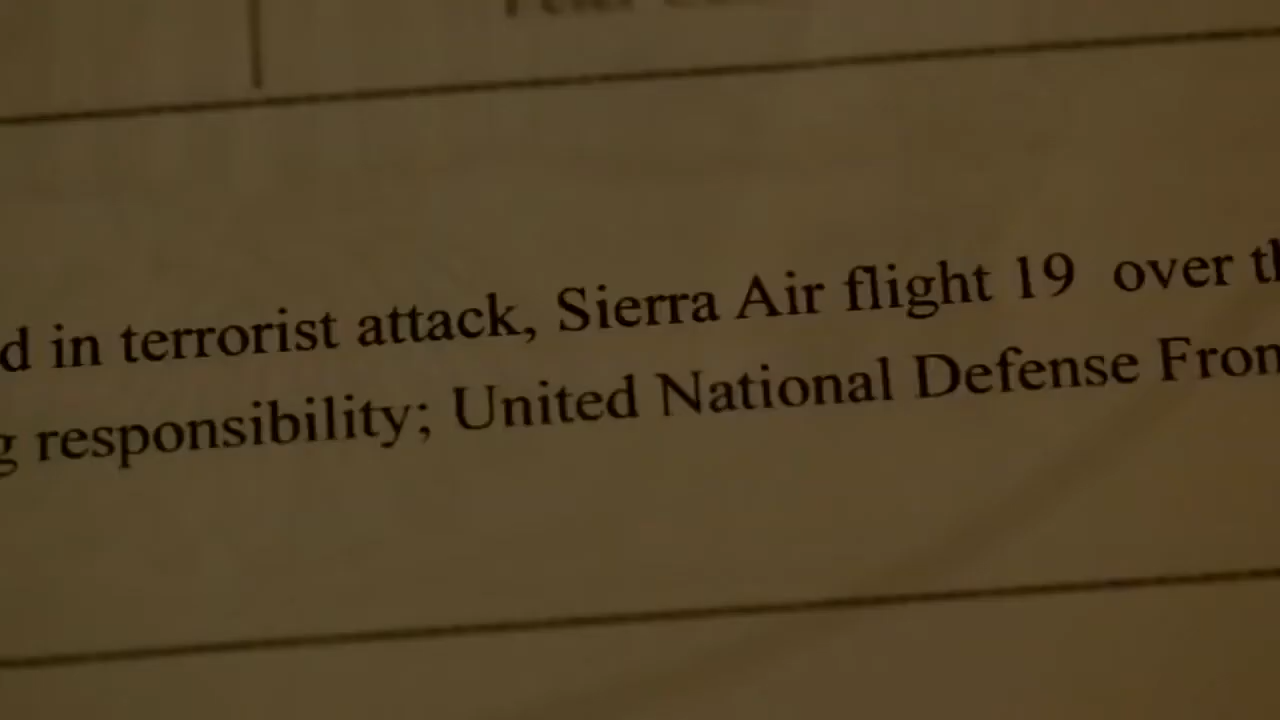 d in terrorist attack, Sierra Air flight 19 over th
g responsibility; United National Defense Fron